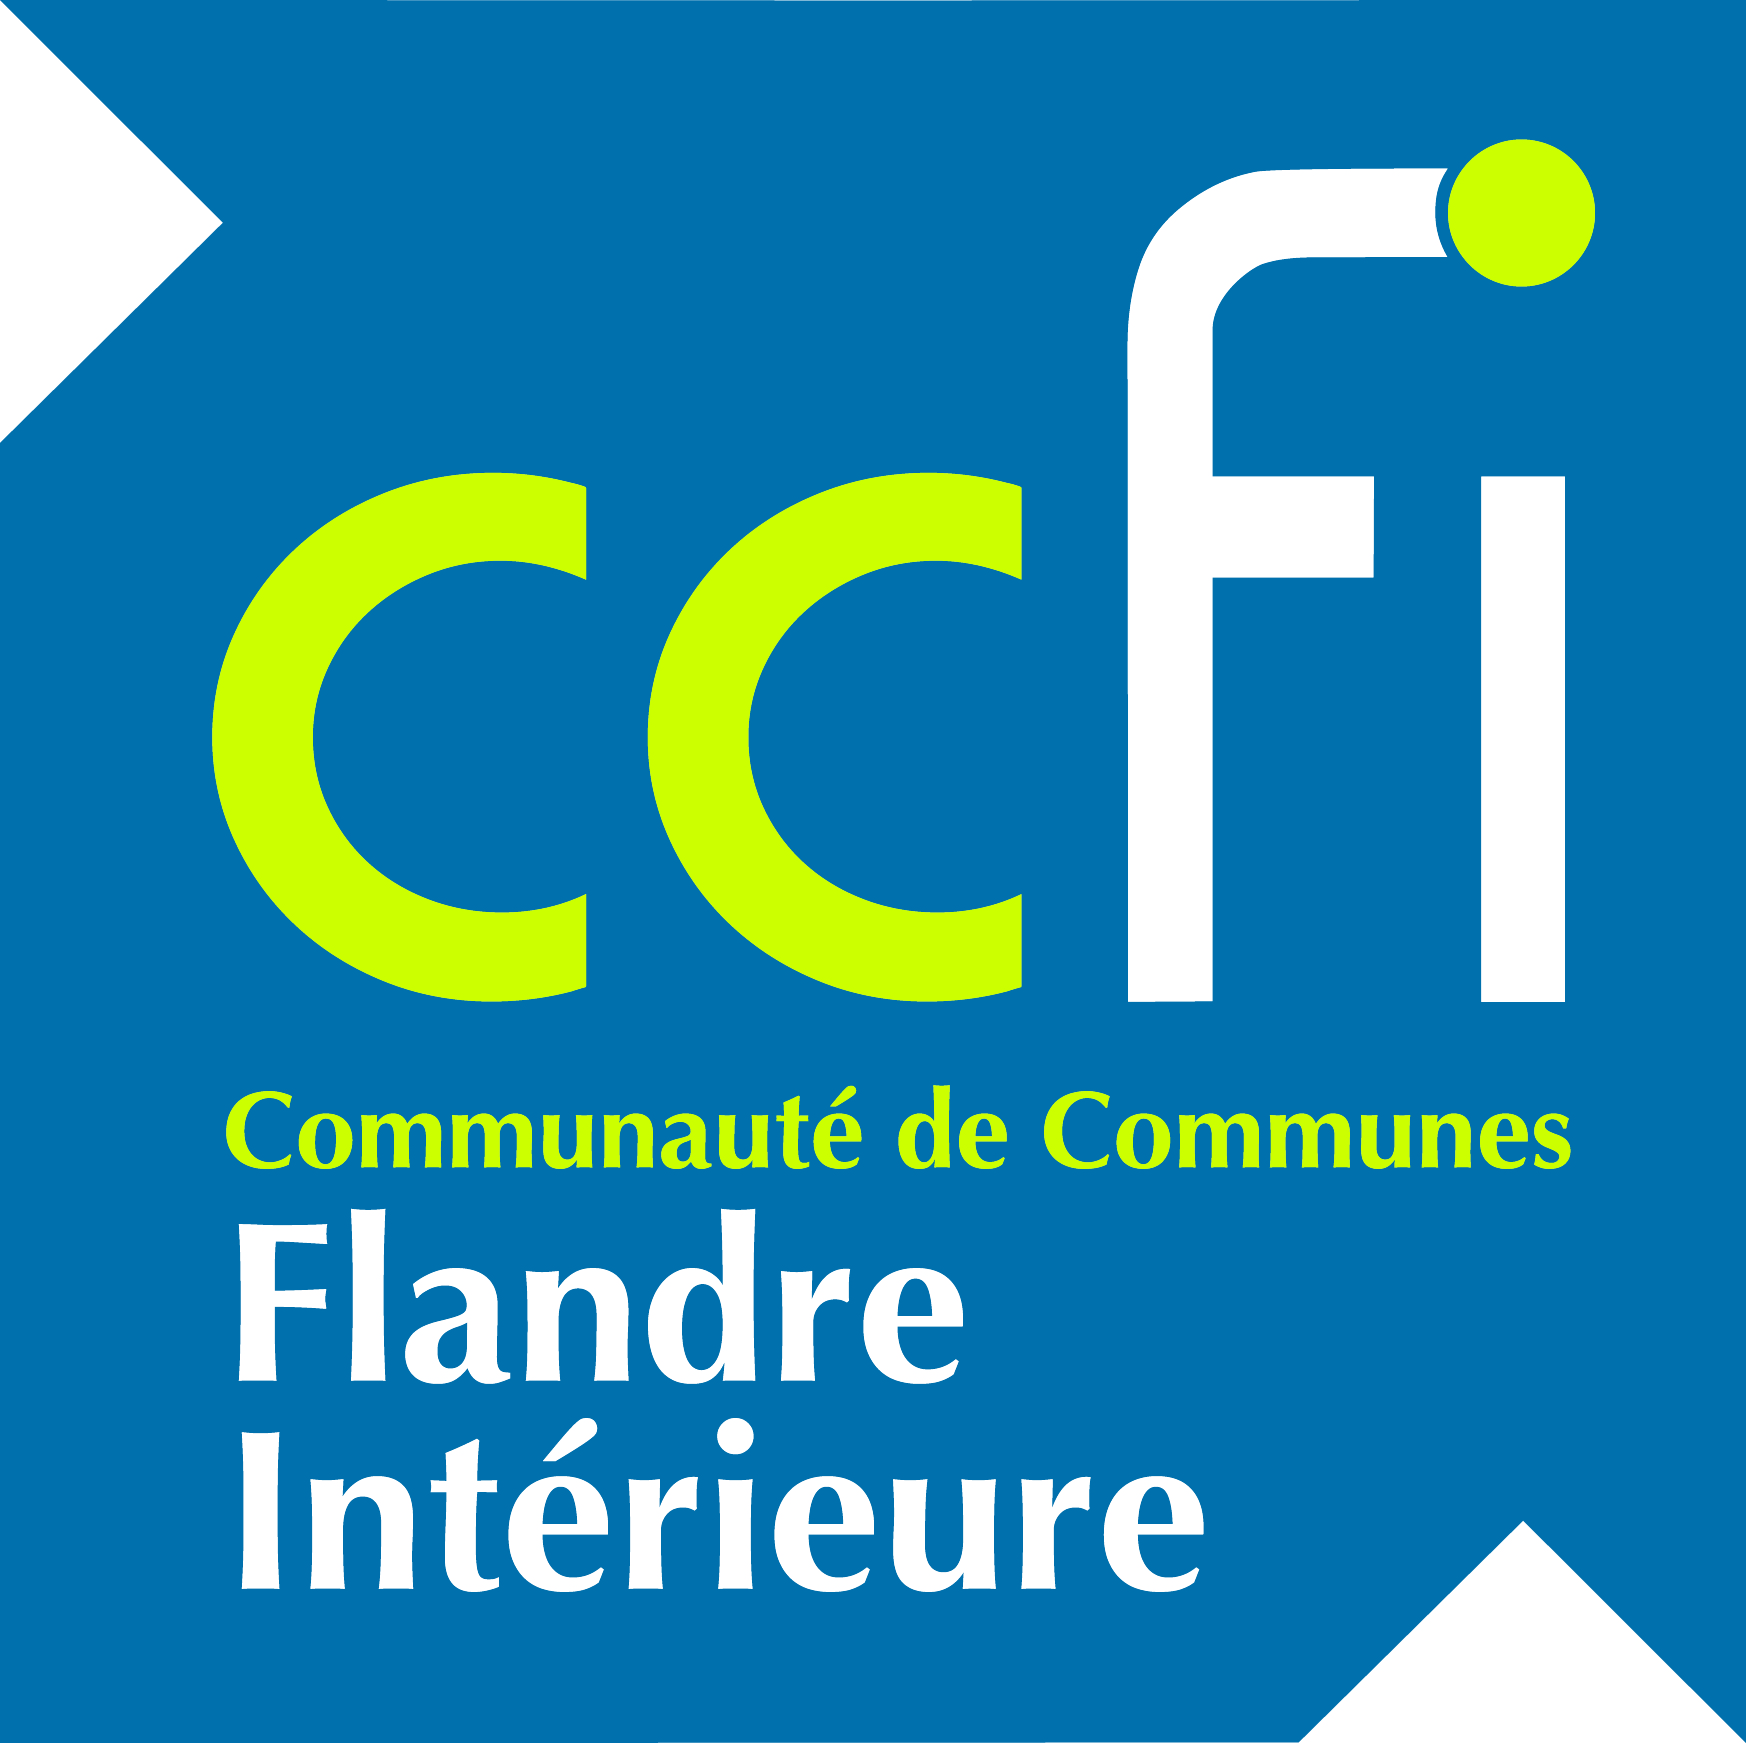 ccfi
Communauté de Communes
Flandre
Intérieure